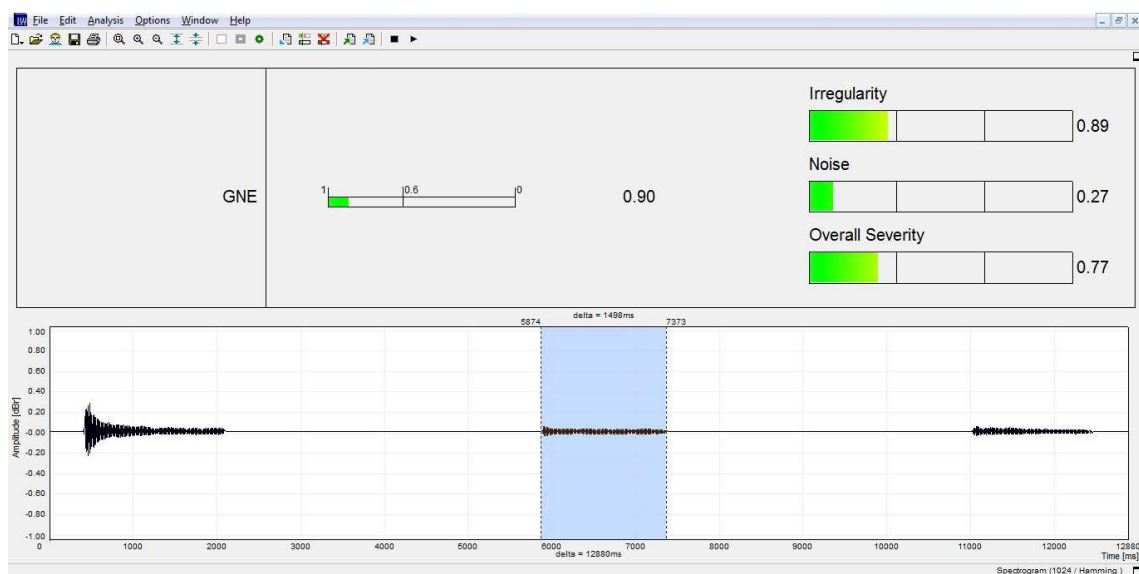 LW File Edit Analysis Options Window Help
Irregularity
0.89
Noise
GNE 1 0.6 0 0.90 0.27
Overall Severity
0.77
delta = 1498ms
5874 7373
1.00
0.80
0.60
0.40
0.20
-0.00
-0.20
-0.40
-0.60
-0.80
-1.00
Amplitude [dBr]
0 1000 2000 3000 4000 5000 6000 7000 8000 9000 10000 11000 12000 12880
delta = 12880ms
Time [ms]
Spectrogram (1024 / Hamming )